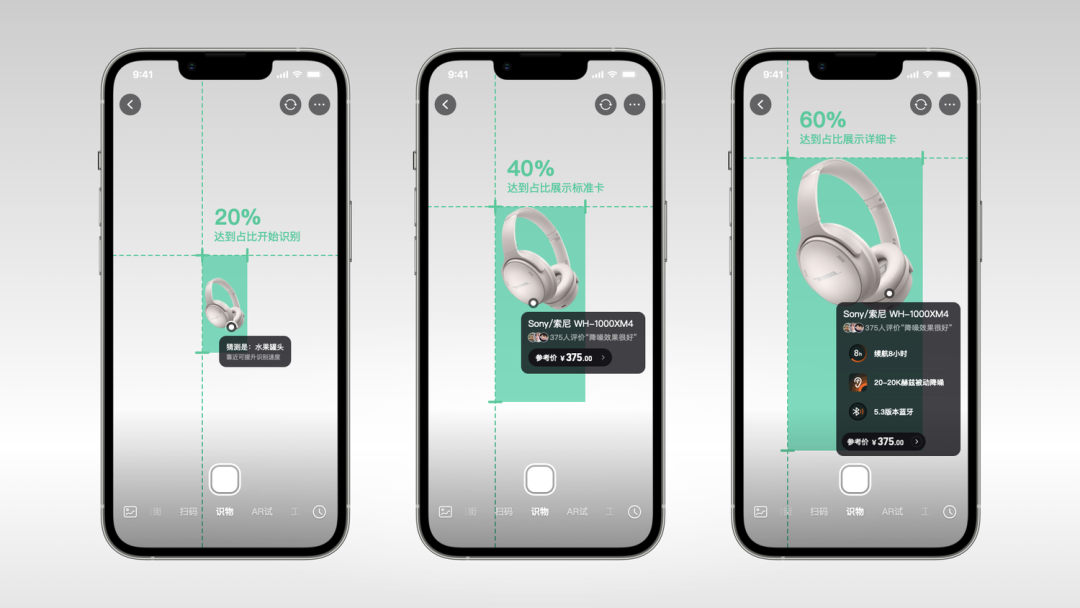 9:41
20%
达到占比开始识别
猜测是：水果罐头
靠近可提升识别速度
扫码
识物
AR试
工
9:41
40%
达到占比展示标准卡
Sony/索尼 WH-1000XM4
375人评价“降噪效果很好”
参考价 ¥375.00
扫码
识物
AR试
工
9:41
60%
达到占比展示详细卡
Sony/索尼 WH-1000XM4
375人评价“降噪效果很好”
8h 续航8小时
20-20K赫兹被动降噪
5.3版本蓝牙
参考价 ¥375.00
扫码
识物
AR试
工